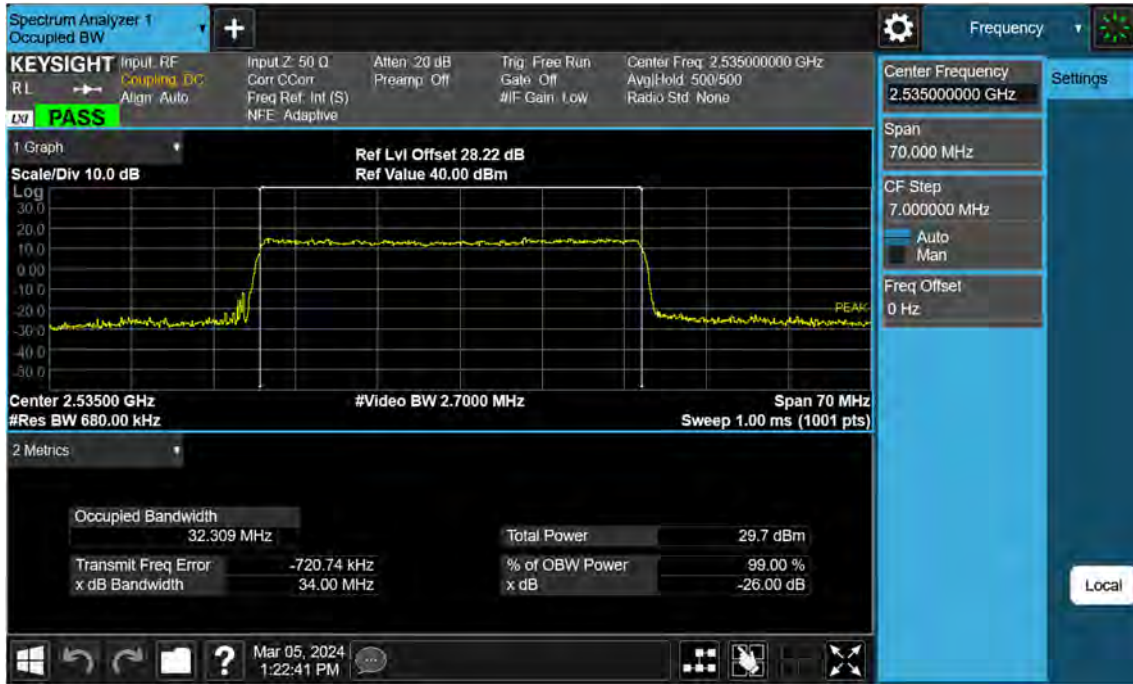 Spectrum Analyzer 1
Occupied BW
+
Frequency
KEYSIGHT
RL
LXI
PASS
Input: RF
Coupling: DC
Align: Auto
Input Z: 50 Ω
Corr CCorr
Freq Ref: Int (S)
NFE: Adaptive
Atten: 20 dB
Preamp: Off
Trig: Free Run
Gate: Off
#IF Gain: Low
Center Freq: 2.535000000 GHz
Avg|Hold: 500/500
Radio Std: None
Center Frequency
2.535000000 GHz
Settings
Span
70.000 MHz
CF Step
7.000000 MHz
Auto
Man
Freq Offset
0 Hz
1 Graph
Scale/Div 10.0 dB
Ref Lvl Offset 28.22 dB
Ref Value 40.00 dBm
Log
30.0
20.0
10.0
0.00
-10.0
-20.0
-30.0
-40.0
-50.0
PEAK
Center 2.53500 GHz
#Video BW 2.7000 MHz
Span 70 MHz
#Res BW 680.00 kHz
Sweep 1.00 ms (1001 pts)
2 Metrics
Occupied Bandwidth
32.309 MHz
Total Power 29.7 dBm
Transmit Freq Error -720.74 kHz
% of OBW Power 99.00 %
x dB Bandwidth 34.00 MHz
x dB -26.00 dB
Local
?
Mar 05, 2024
1:22:41 PM